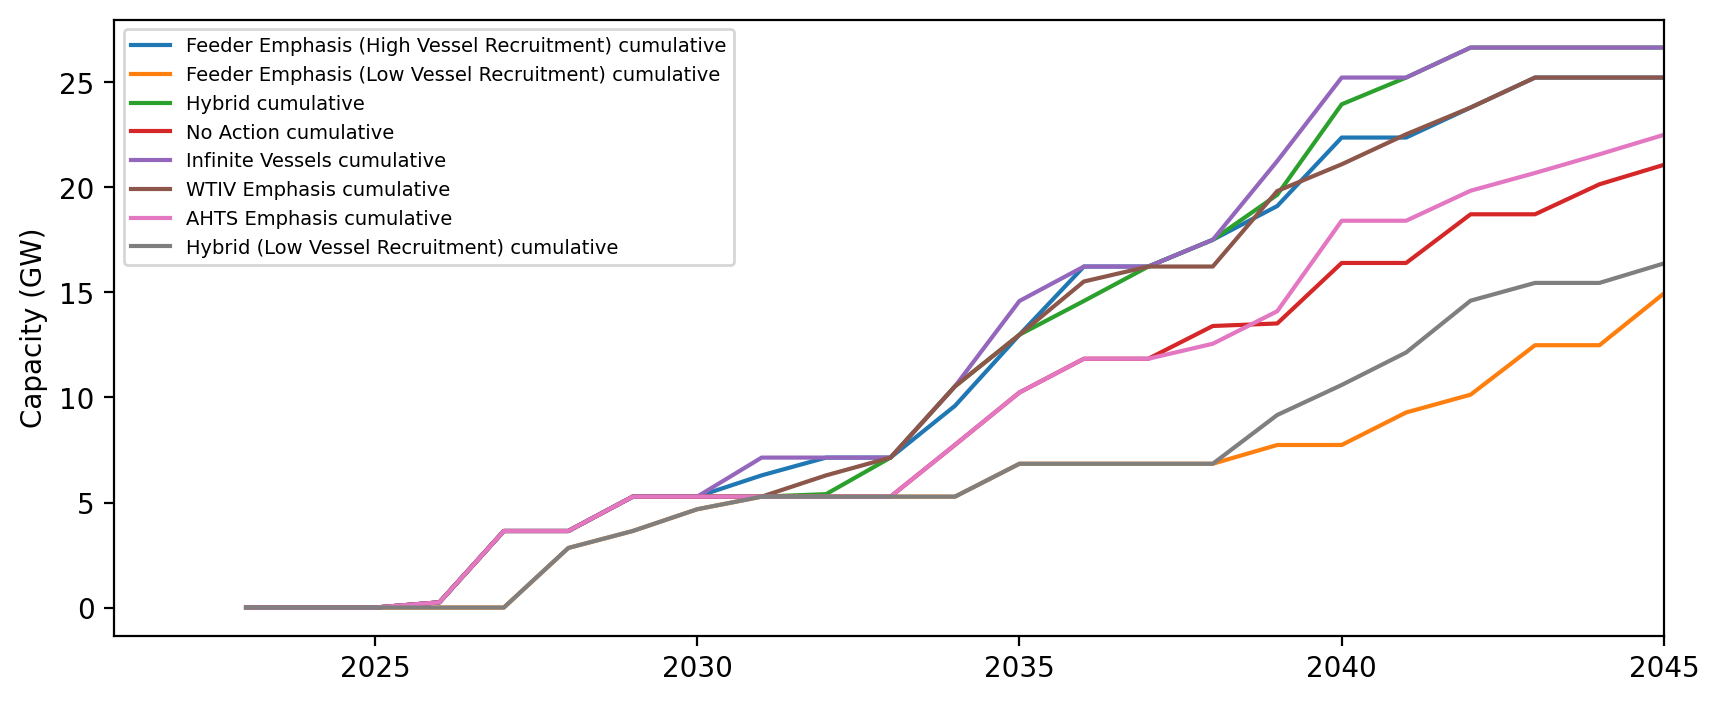 Feeder Emphasis (High Vessel Recruitment) cumulative
Feeder Emphasis (Low Vessel Recruitment) cumulative
Hybrid cumulative
No Action cumulative
Infinite Vessels cumulative
WTIV Emphasis cumulative
AHTS Emphasis cumulative
Hybrid (Low Vessel Recruitment) cumulative
Capacity (GW)
25
20
15
10
5
0
2025
2030
2035
2040
2045